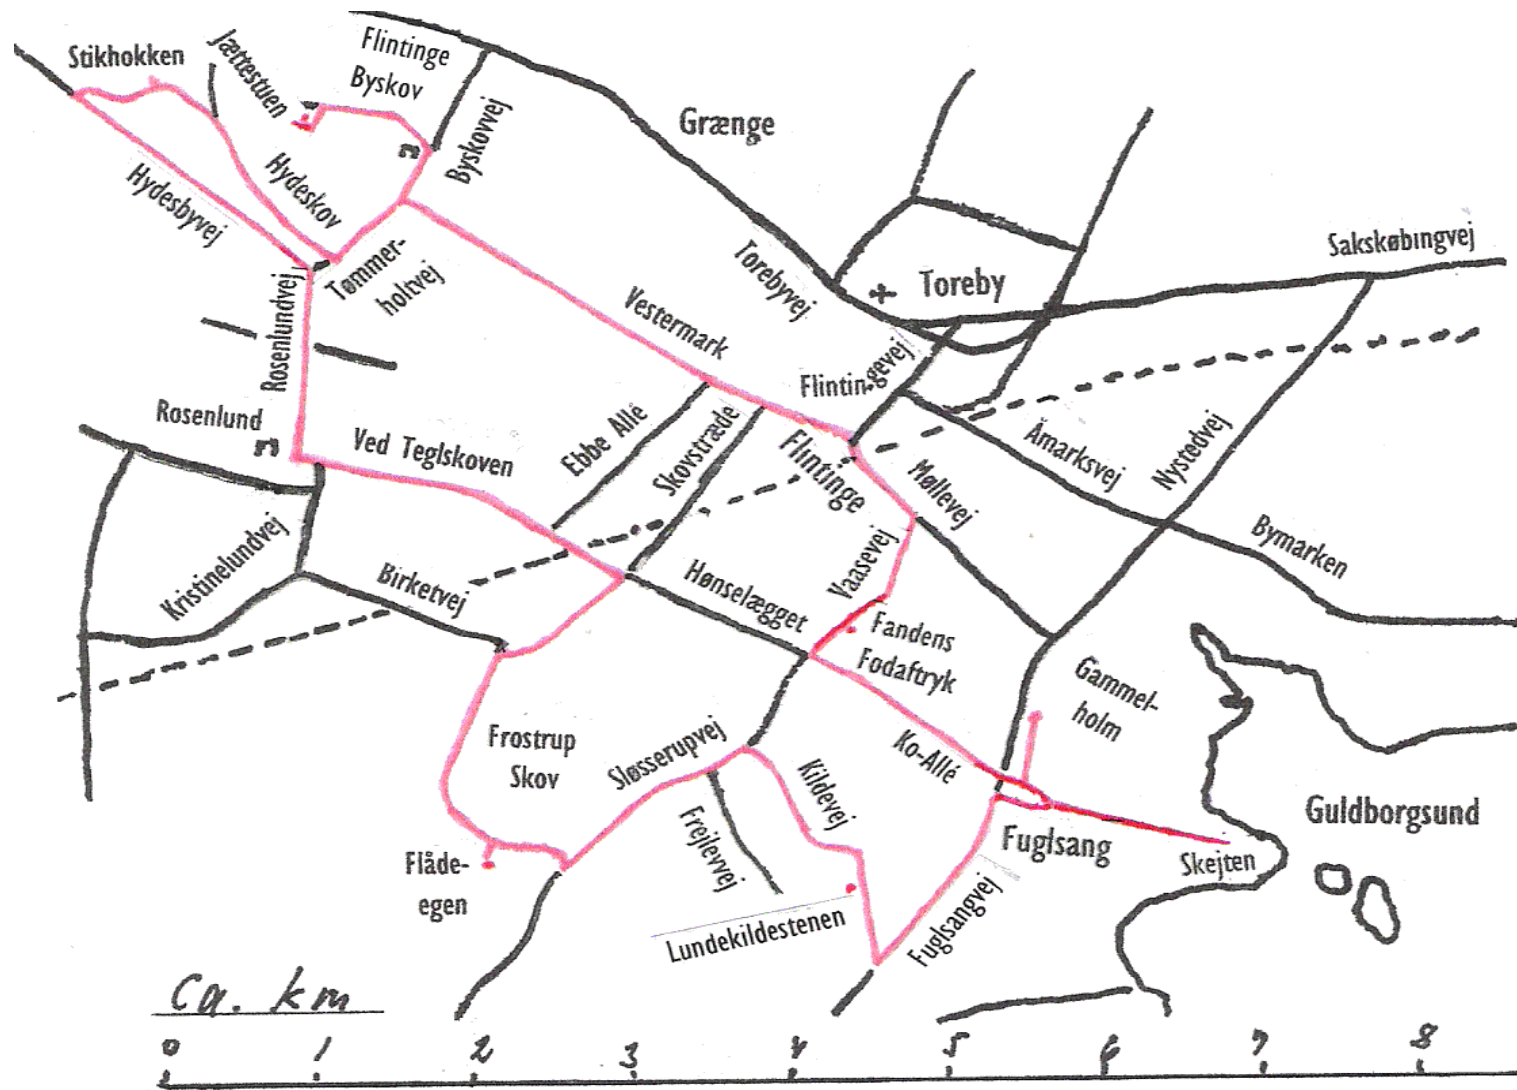 Stikhokken
Jættestuen
Flintinge
Byskov
Byskovvej
Grænge
Hydesbyvej
Hydeskov
Tømmer-
holtvej
Torebyvej
Toreby
Sakskøbingvej
Rosenlundvej
Vestermark
Flintin-gevej
Rosenlund
Ved Teglskoven
Ebbe Allé
Skovstræde
Flintinge
Møllevej
Åmarksvej
Nystedvej
Bymarken
Kristinelundvej
Birketvej
Hønselægget
Vaasevej
Fandens
Fodaftryk
Gammel-
holm
Frostrup
Skov
Sløsserupvej
Kildevej
Ko-Allé
Frejlevvej
Fuglsang
Guldborgsund
Skejten
Flåde-
egen
Lundekildestenen
Fuglsangvej
Ca. km
0 1 2 3 4 5 6 7 8